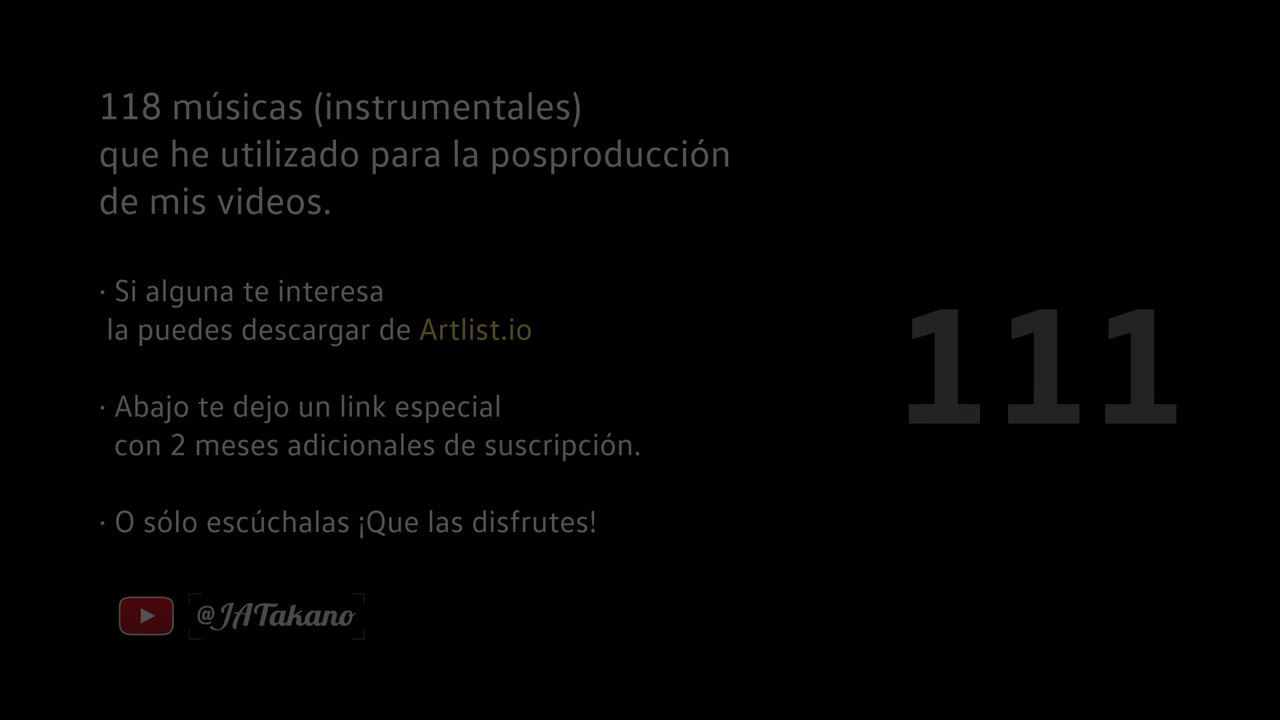 118 músicas (instrumentales)
que he utilizado para la posproducción
de mis videos.
· Si alguna te interesa
la puedes descargar de Artlist.io
· Abajo te dejo un link especial
con 2 meses adicionales de suscripción.
· O sólo escúchalas ¡Que las disfrutes!
@JATakano
111